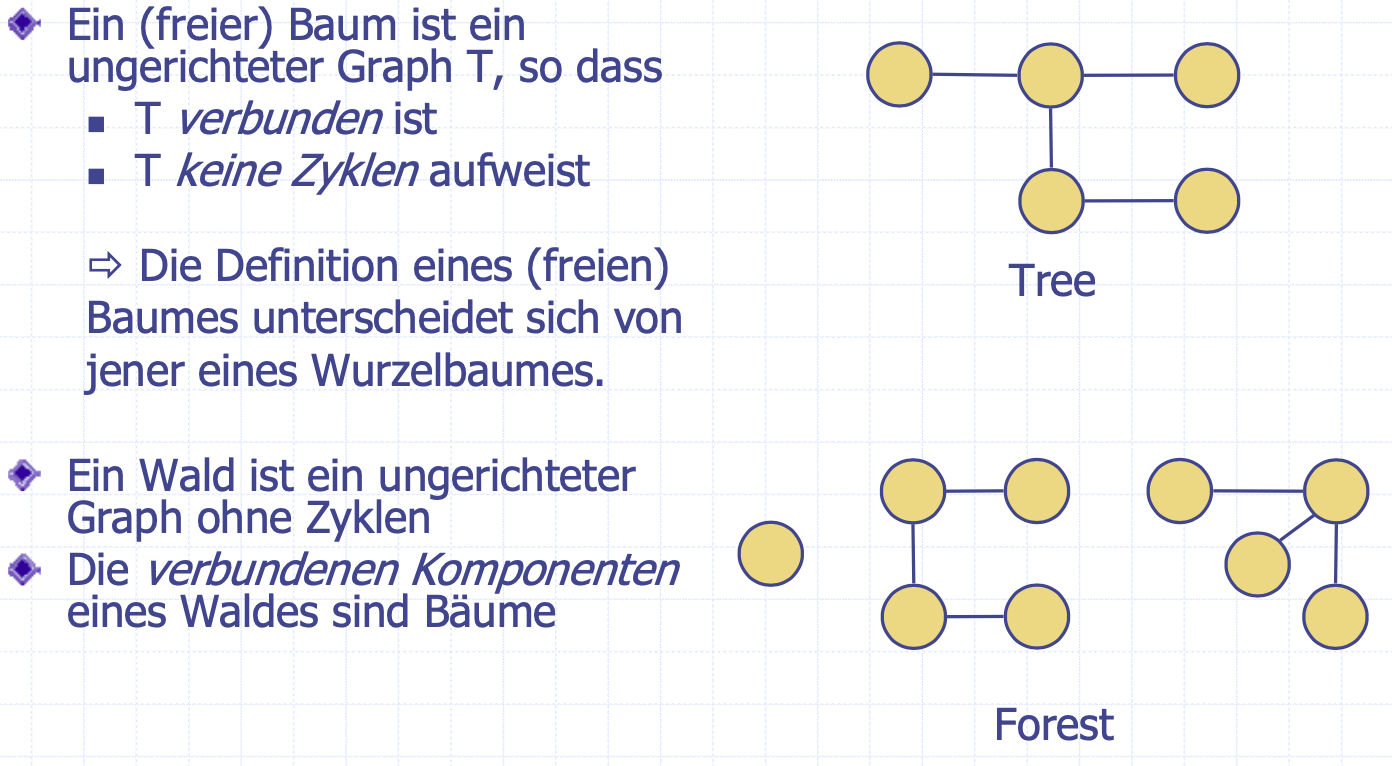 Ein (freier) Baum ist ein
ungerichteter Graph T, so dass
T verbunden ist
T keine Zyklen aufweist
⇨ Die Definition eines (freien)
Baumes unterscheidet sich von
jener eines Wurzelbaumes.
Tree
Ein Wald ist ein ungerichteter
Graph ohne Zyklen
Die verbundenen Komponenten
eines Waldes sind Bäume
Forest